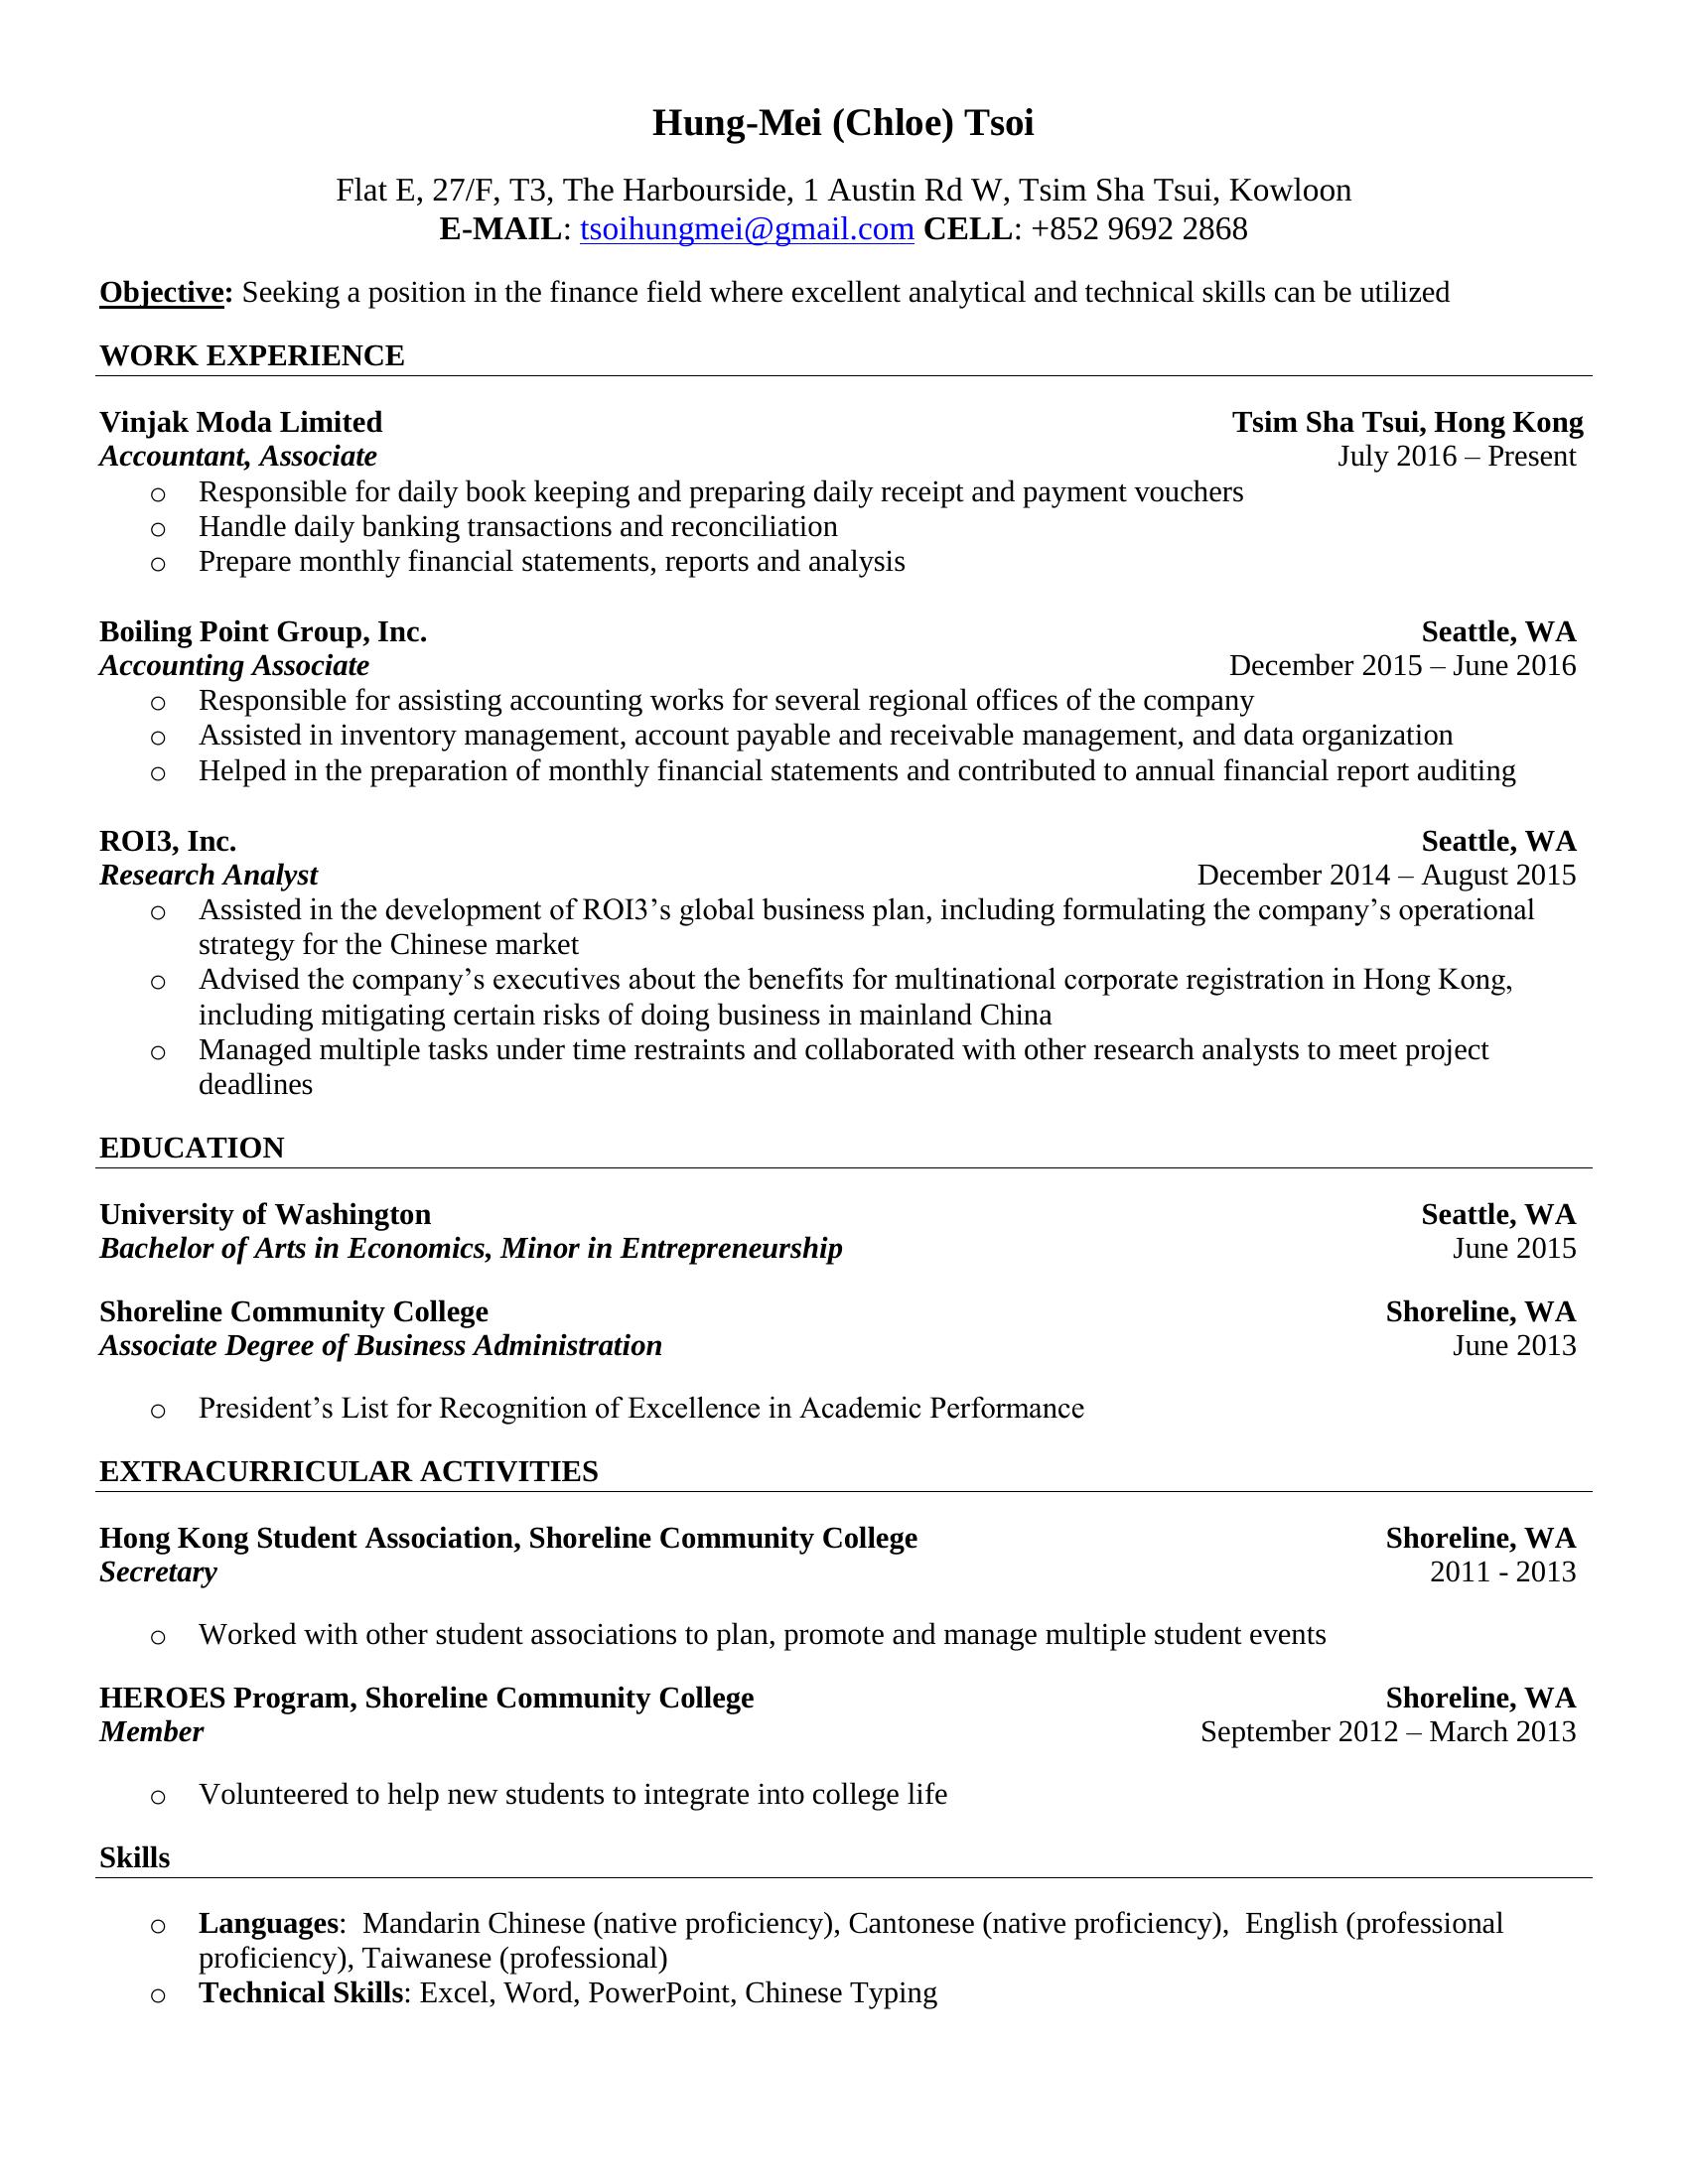 Hung-Mei (Chloe) Tsoi
Flat E, 27/F, T3, The Harbourside, 1 Austin Rd W, Tsim Sha Tsui, Kowloon
E-MAIL: tsoihungmei@gmail.com CELL: +852 9692 2868
Objective: Seeking a position in the finance field where excellent analytical and technical skills can be utilized
WORK EXPERIENCE
Vinjak Moda Limited Tsim Sha Tsui, Hong Kong
Accountant, Associate July 2016 – Present
o Responsible for daily book keeping and preparing daily receipt and payment vouchers
o Handle daily banking transactions and reconciliation
o Prepare monthly financial statements, reports and analysis
Boiling Point Group, Inc. Seattle, WA
Accounting Associate December 2015 – June 2016
o Responsible for assisting accounting works for several regional offices of the company
o Assisted in inventory management, account payable and receivable management, and data organization
o Helped in the preparation of monthly financial statements and contributed to annual financial report auditing
ROI3, Inc. Seattle, WA
Research Analyst December 2014 – August 2015
o Assisted in the development of ROI3’s global business plan, including formulating the company’s operational
strategy for the Chinese market
o Advised the company’s executives about the benefits for multinational corporate registration in Hong Kong,
including mitigating certain risks of doing business in mainland China
o Managed multiple tasks under time restraints and collaborated with other research analysts to meet project
deadlines
EDUCATION
University of Washington Seattle, WA
Bachelor of Arts in Economics, Minor in Entrepreneurship June 2015
Shoreline Community College Shoreline, WA
Associate Degree of Business Administration June 2013
o President’s List for Recognition of Excellence in Academic Performance
EXTRACURRICULAR ACTIVITIES
Hong Kong Student Association, Shoreline Community College Shoreline, WA
Secretary 2011 - 2013
o Worked with other student associations to plan, promote and manage multiple student events
HEROES Program, Shoreline Community College Shoreline, WA
Member September 2012 – March 2013
o Volunteered to help new students to integrate into college life
Skills
o Languages: Mandarin Chinese (native proficiency), Cantonese (native proficiency), English (professional
proficiency), Taiwanese (professional)
o Technical Skills: Excel, Word, PowerPoint, Chinese Typing